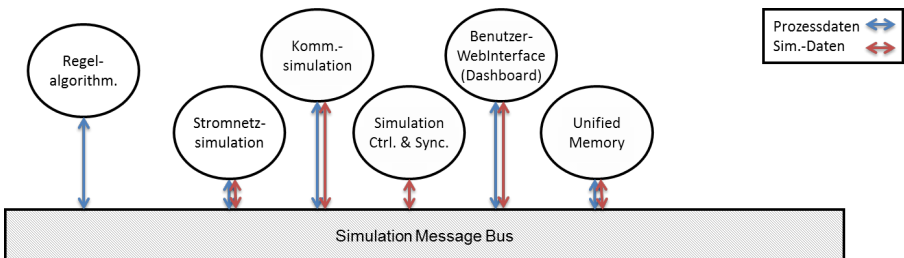 Regel-
algorithm.
Stromnetz-
simulation
Komm.-
simulation
Simulation
Ctrl. & Sync.
Benutzer-
WebInterface
(Dashboard)
Unified
Memory
Prozessdaten
Sim.-Daten
Simulation Message Bus